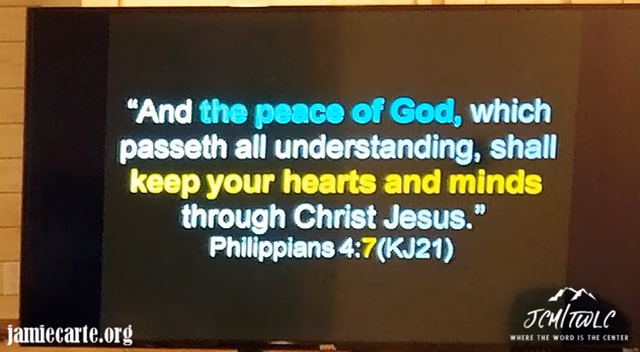 “And the peace of God, which
passeth all understanding, shall
keep your hearts and minds
through Christ Jesus.”
Philippians 4:7(KJ21)
jamiecarte.org
JCM/TWLC
WHERE THE WORD IS THE CENTER